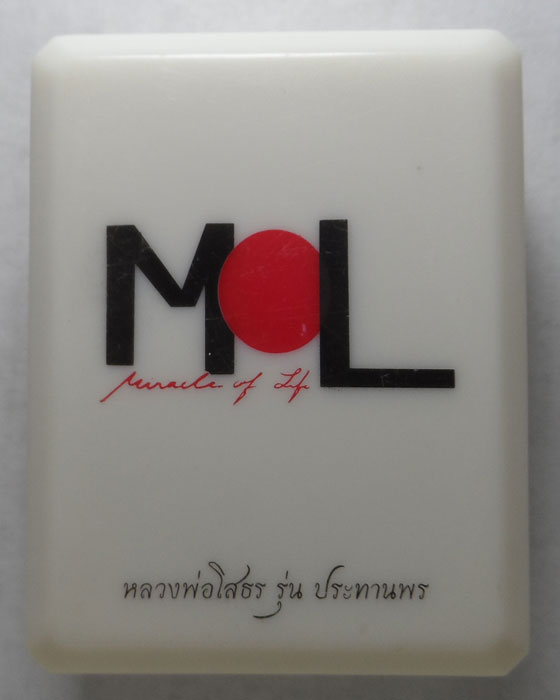 MOL
Miracle of Life
หลวงพ่อโสธร รุ่น ประทานพร